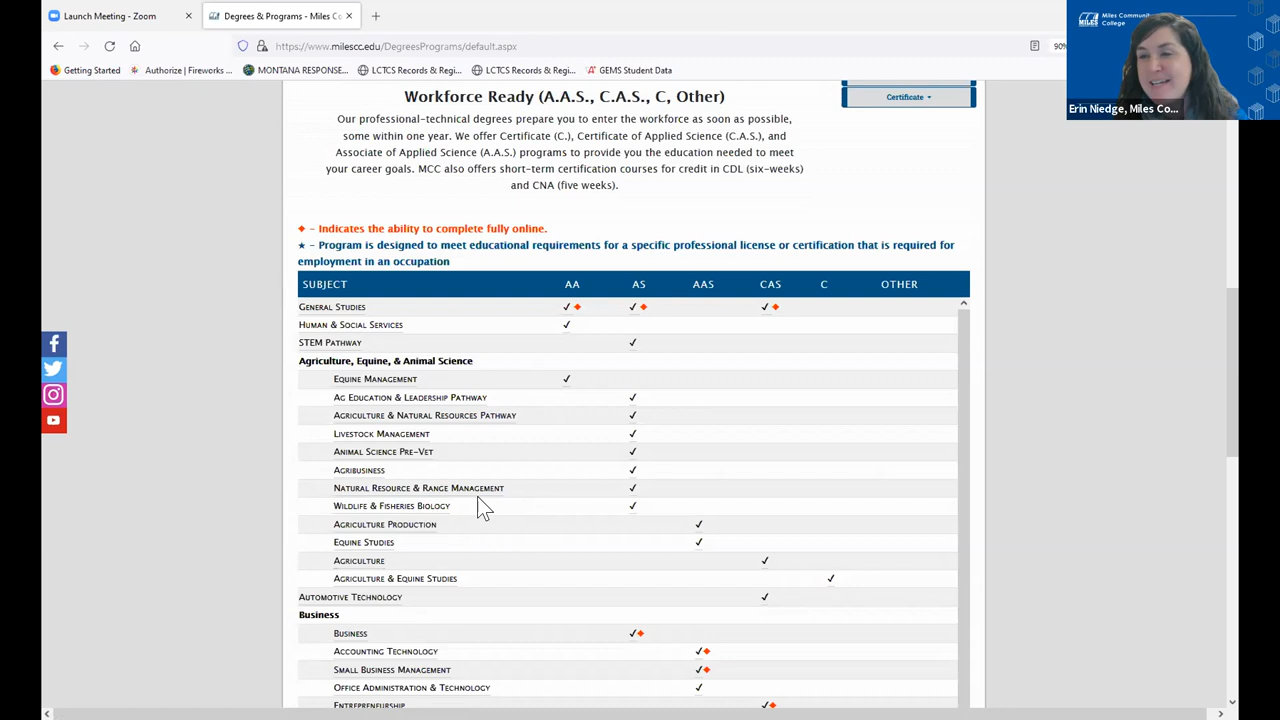 Launch Meeting - Zoom
Degrees & Programs - Miles Co
https://www.milescc.edu/DegreesPrograms/default.aspx
90%
Getting Started
Authorize | Fireworks ...
MONTANA RESPONSE...
LCTCS Records & Regi...
LCTCS Records & Regi...
GEMS Student Data
Miles Community
College
MILES
Erin Niedge, Miles Co...
Workforce Ready (A.A.S., C.A.S., C, Other)
Certificate
Our professional-technical degrees prepare you to enter the workforce as soon as possible,
some within one year. We offer Certificate (C.), Certificate of Applied Science (C.A.S.), and
Associate of Applied Science (A.A.S.) programs to provide you the education needed to meet
your career goals. MCC also offers short-term certification courses for credit in CDL (six-weeks)
and CNA (five weeks).
◆ - Indicates the ability to complete fully online.
★ - Program is designed to meet educational requirements for a specific professional license or certification that is required for
employment in an occupation
SUBJECT AA AS AAS CAS C OTHER
General Studies ✓◆ ✓◆ ✓◆
Human & Social Services ✓
STEM Pathway ✓
Agriculture, Equine, & Animal Science
Equine Management ✓
Ag Education & Leadership Pathway ✓
Agriculture & Natural Resources Pathway ✓
Livestock Management ✓
Animal Science Pre-Vet ✓
Agribusiness ✓
Natural Resource & Range Management ✓
Wildlife & Fisheries Biology ✓
Agriculture Production ✓
Equine Studies ✓
Agriculture ✓
Agriculture & Equine Studies ✓
Automotive Technology ✓
Business
Business ✓◆
Accounting Technology ✓◆
Small Business Management ✓◆
Office Administration & Technology ✓
Entrepreneurship ✓◆